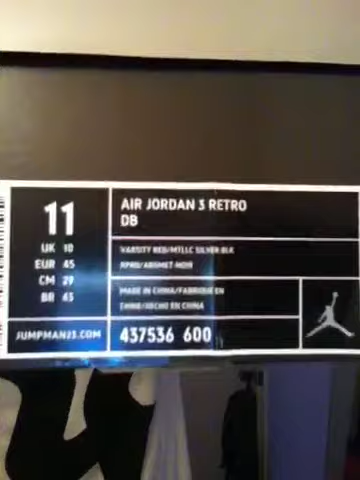 11
UK 10
EUR 45
CM 29
BR 43
JUMPMAN23.COM
AIR JORDAN 3 RETRO
DB
VARSITY RED/MTLLC SILVER-BLK
MADE IN CHINA/FABRIQUE EN
CHINE/HECHO EN CHINA
437536 600